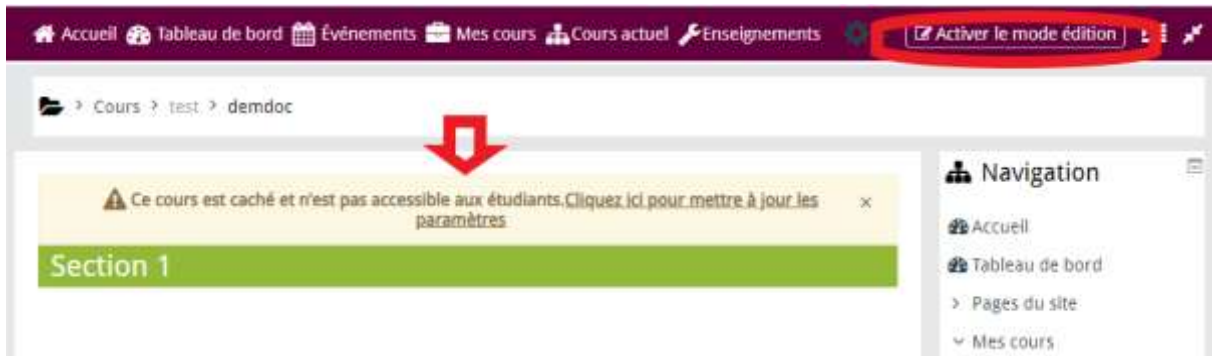 Accueil Tableau de bord Événements Mes cours Cours actuel Enseignements Activer le mode édition
> Cours > test > demdoc
Navigation
Ce cours est caché et n'est pas accessible aux étudiants.Cliquez ici pour mettre à jour les
paramètres
×
Accueil
Section 1
Tableau de bord
> Pages du site
Mes cours